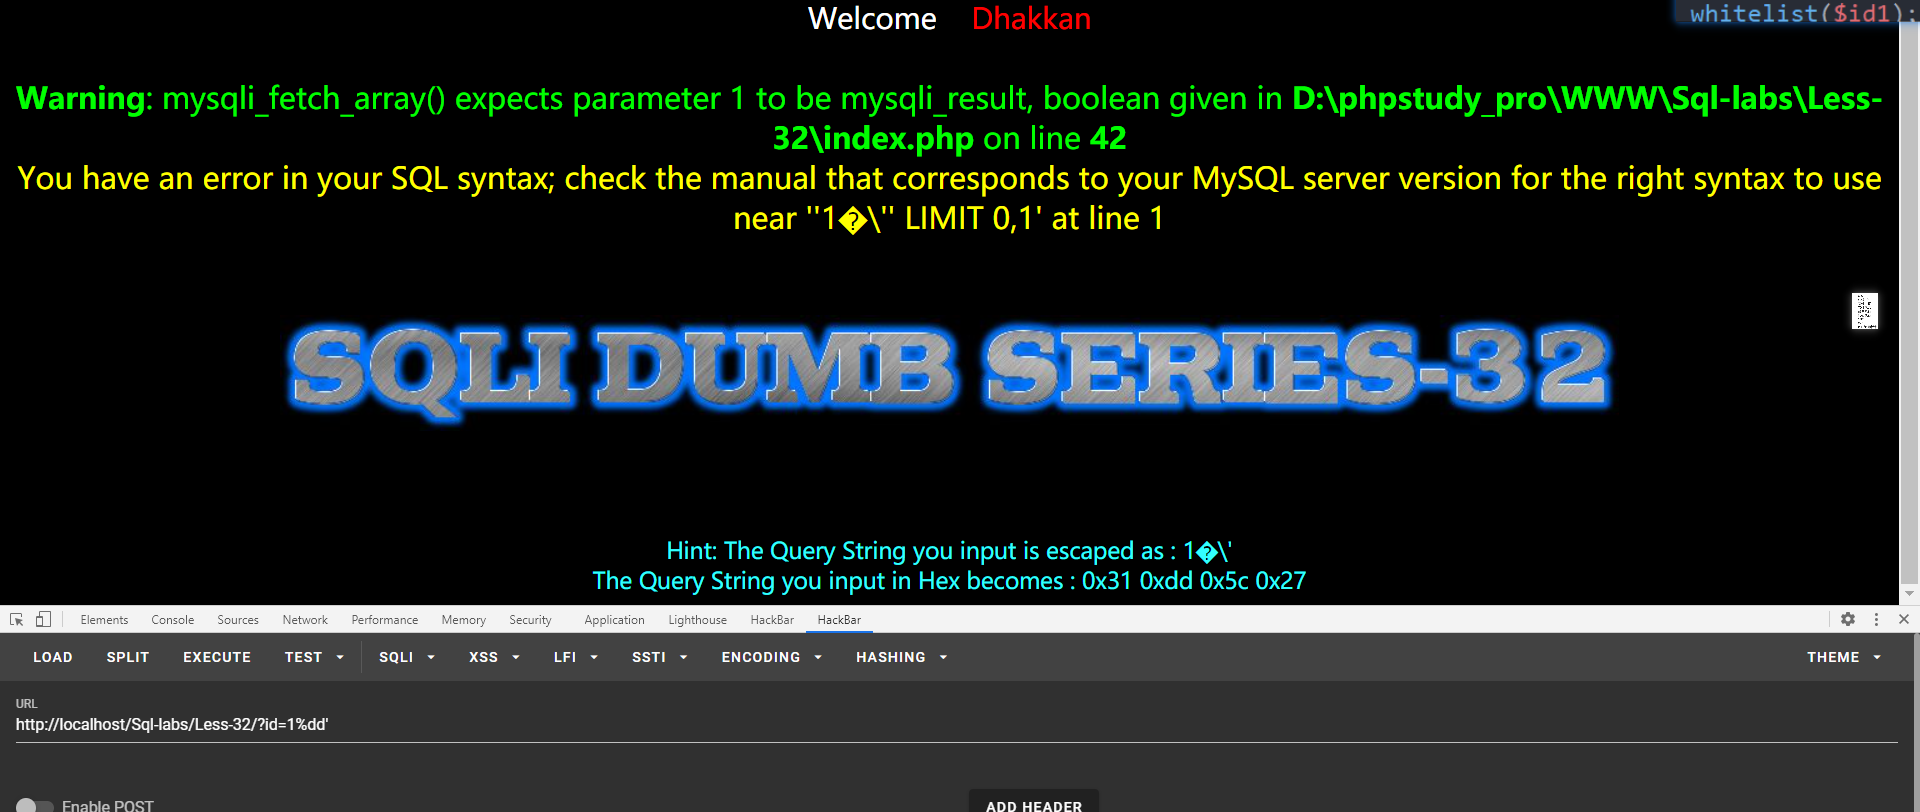 Welcome Dhakkan
whitelist($id1);
Warning: mysqli_fetch_array() expects parameter 1 to be mysqli_result, boolean given in D:\phpstudy_pro\WWW\Sql-labs\Less-
32\index.php on line 42
You have an error in your SQL syntax; check the manual that corresponds to your MySQL server version for the right syntax to use
near ''1�\'' LIMIT 0,1' at line 1
SQLI DUMB SERIES-32
Hint: The Query String you input is escaped as : 1�\'
The Query String you input in Hex becomes : 0x31 0xdd 0x5c 0x27
Elements Console Sources Network Performance Memory Security Application Lighthouse HackBar HackBar
LOAD SPLIT EXECUTE TEST SQLI XSS LFI SSTI ENCODING HASHING THEME
URL
http://localhost/Sql-labs/Less-32/?id=1%dd'
Enable POST ADD HEADER